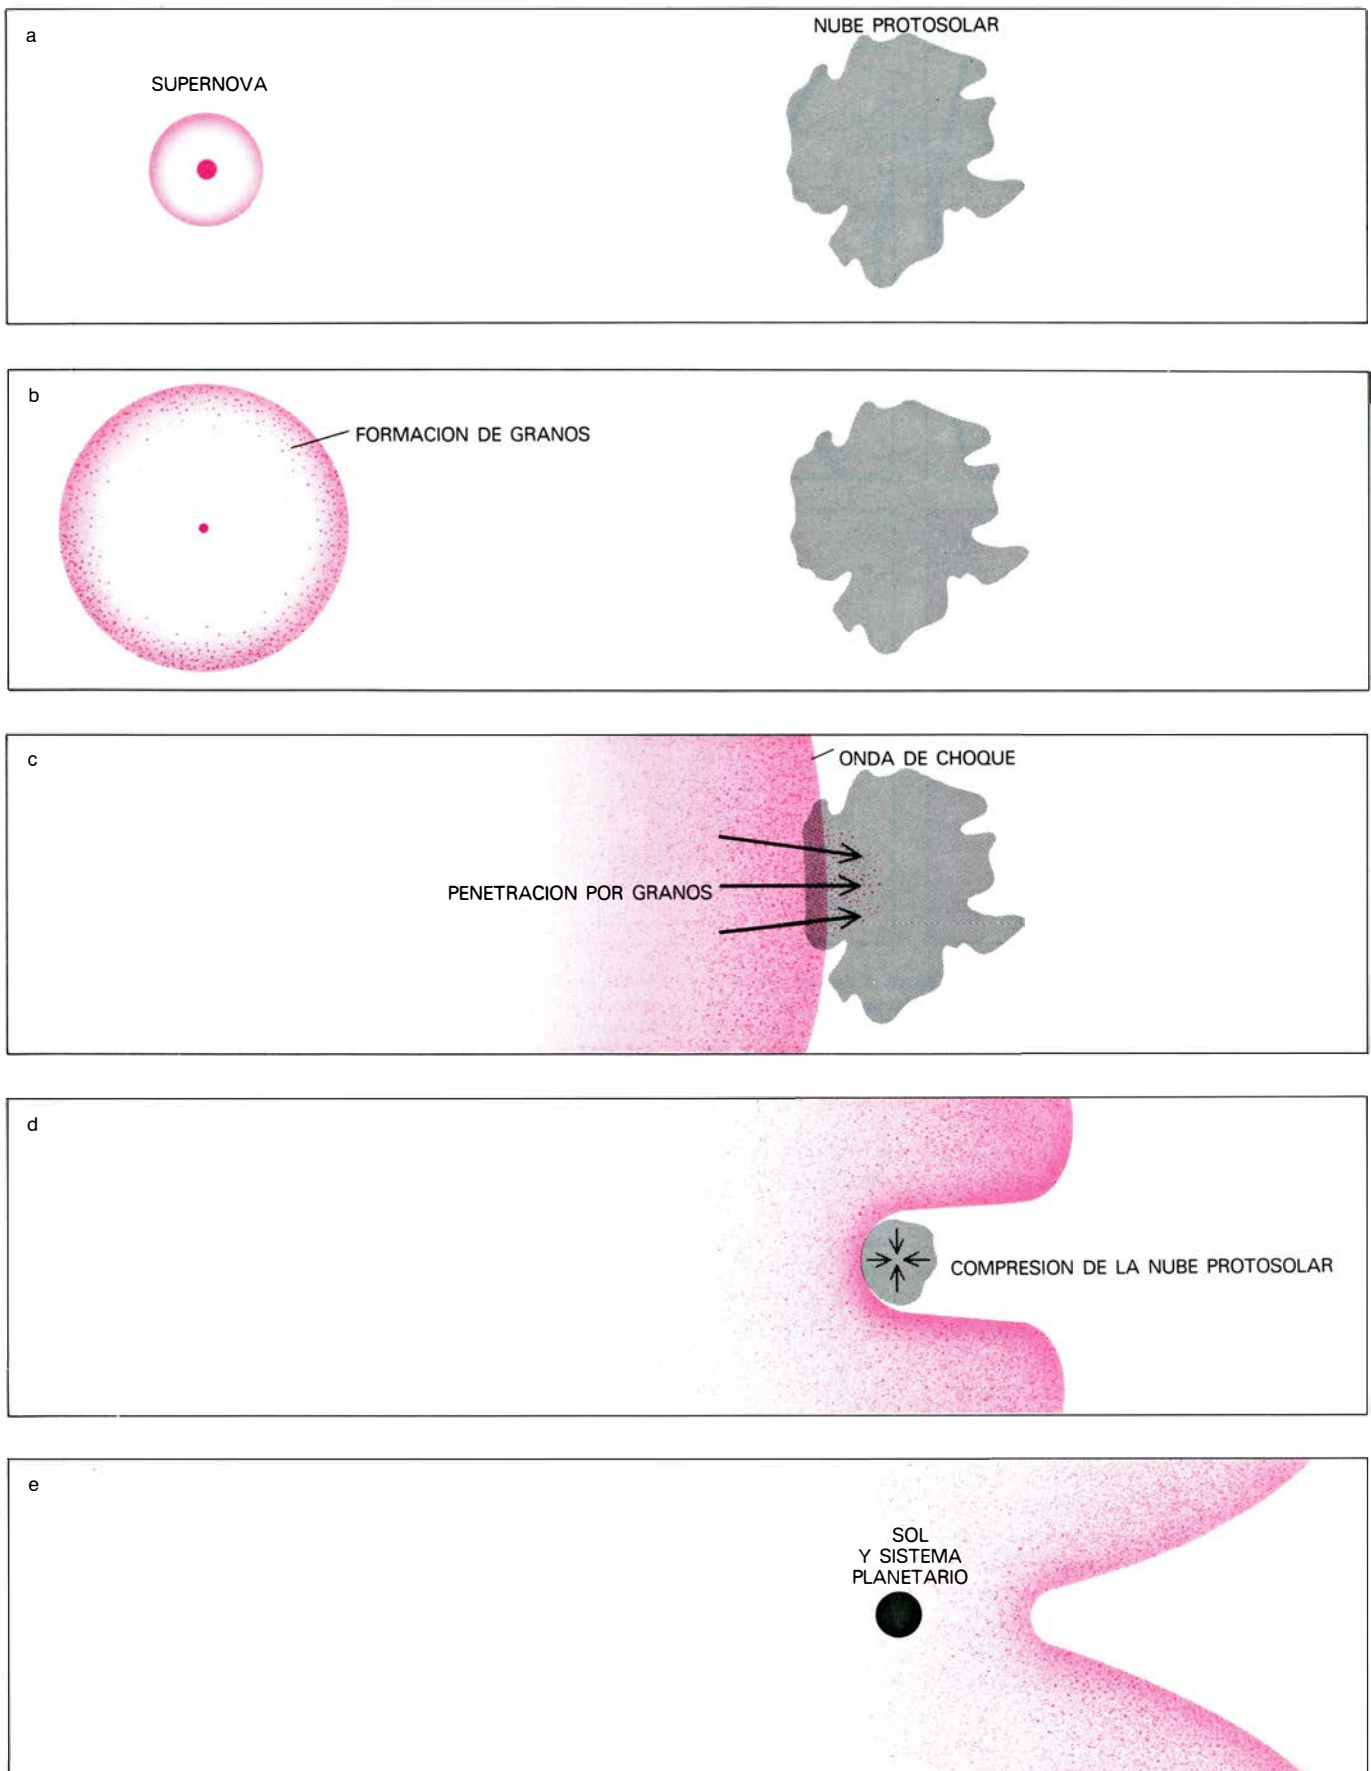 a
NUBE PROTOSOLAR
SUPERNOVA
b
FORMACION DE GRANOS
c
ONDA DE CHOQUE
PENETRACION POR GRANOS
d
COMPRESION DE LA NUBE PROTOSOLAR
e
SOL
Y SISTEMA
PLANETARIO